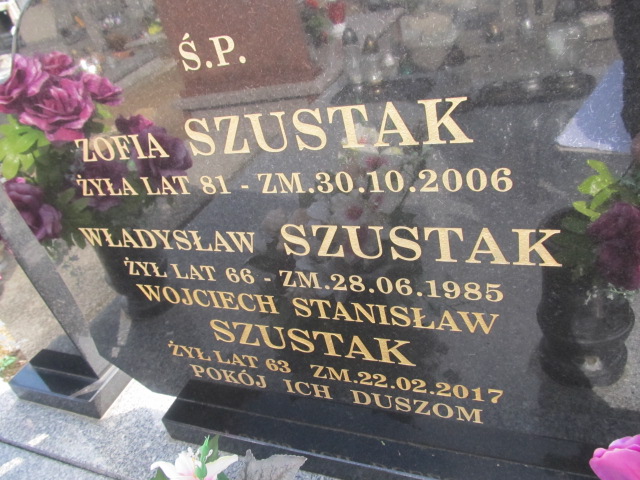 Ś.P.
ZOFIA SZUSTAK
ŻYŁA LAT 81 - ZM.30.10.2006
WŁADYSŁAW SZUSTAK
ŻYŁ LAT 66 - ZM.28.06.1985
WOJCIECH STANISŁAW
SZUSTAK
ŻYŁ LAT 63 ZM.22.02.2017
POKÓJ ICH DUSZOM